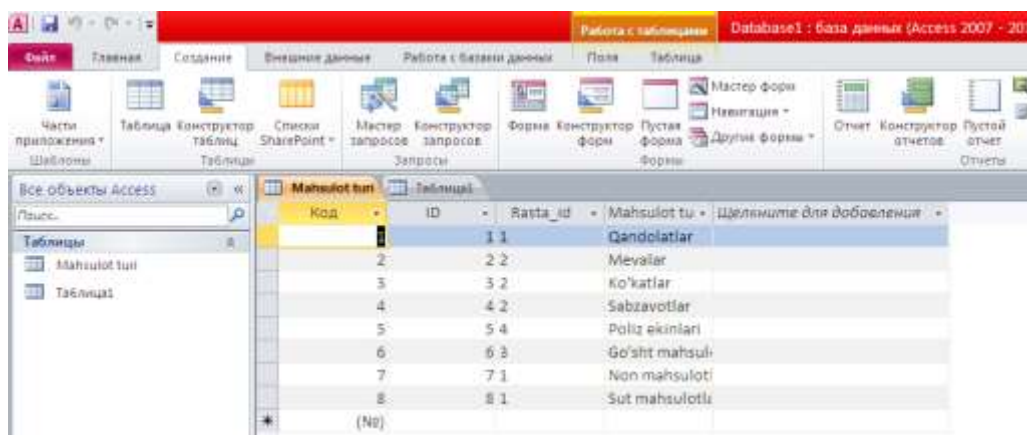 Работа с таблицами
Database1 : база данных (Access 2007 - 20
Файл Главная Создание Внешние данные Работа с базами данных Поля Таблица
Части приложения Таблица Конструктор таблиц Списки SharePoint Мастер запросов Конструктор запросов Форма Конструктор форм Пустая форма Мастер форм Навигация Другие формы Отчет Конструктор отчетов Пустой отчет
Шаблоны Таблицы Запросы Формы Отчеты
Все объекты Access
Поиск...
Таблицы
Mahsulot turi
Таблица1
Mahsulot turi Таблица1
Код ID Rasta_id Mahsulot tu Щелкните для добавления
1 1 1 Qandolatlar
2 2 2 Mevalar
3 3 2 Ko'katlar
4 4 2 Sabzavotlar
5 5 4 Poliz ekinlari
6 6 3 Go'sht mahsul
7 7 1 Non mahsuloti
8 8 1 Sut mahsulotla
(№)